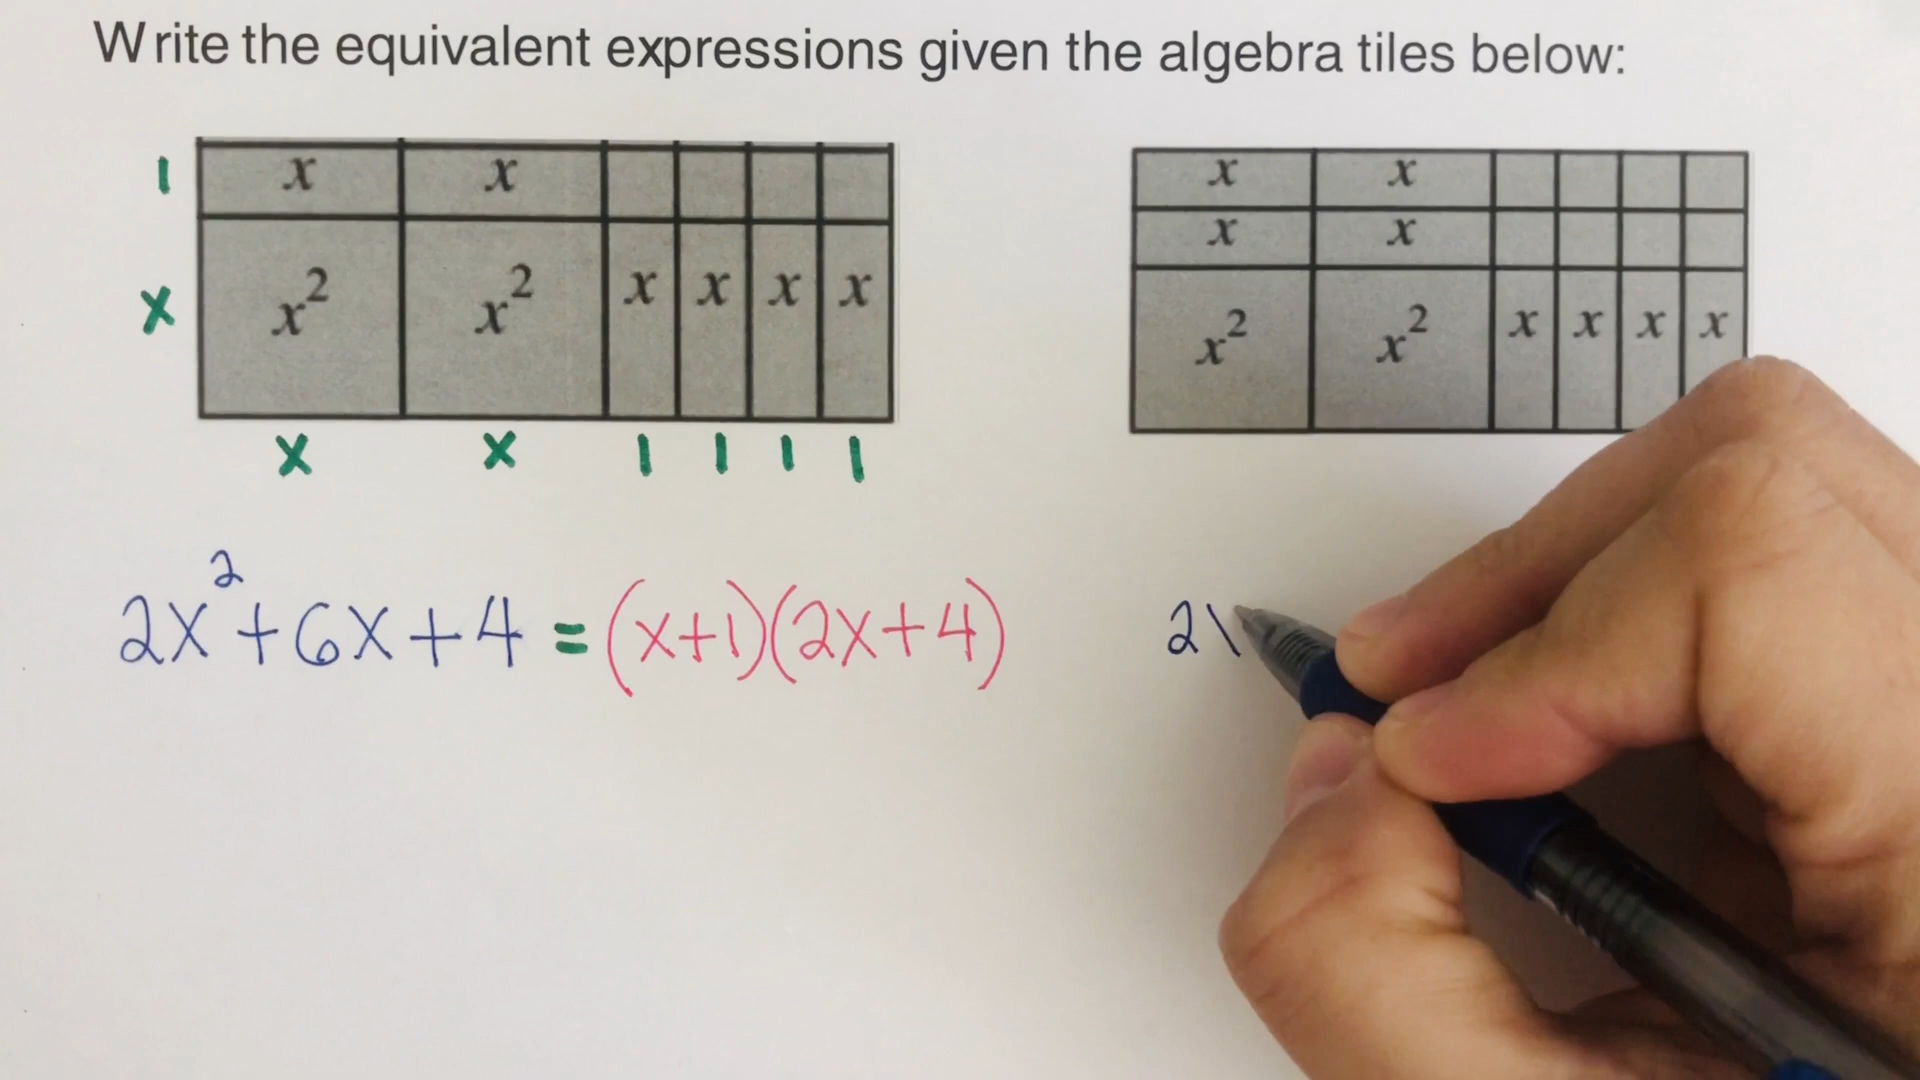 Write the equivalent expressions given the algebra tiles below:
1 x x
x x² x² x x x x
x x 1 1 1 1
x x
x x
x² x² x x x x
2x²+6x+4=(x+1)(2x+4)
2